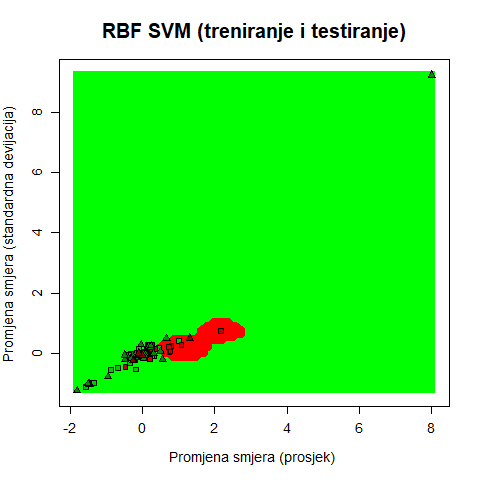 RBF SVM (treniranje i testiranje)
Promjena smjera (standardna devijacija)
8
6
4
2
0
-2 0 2 4 6 8
Promjena smjera (prosjek)